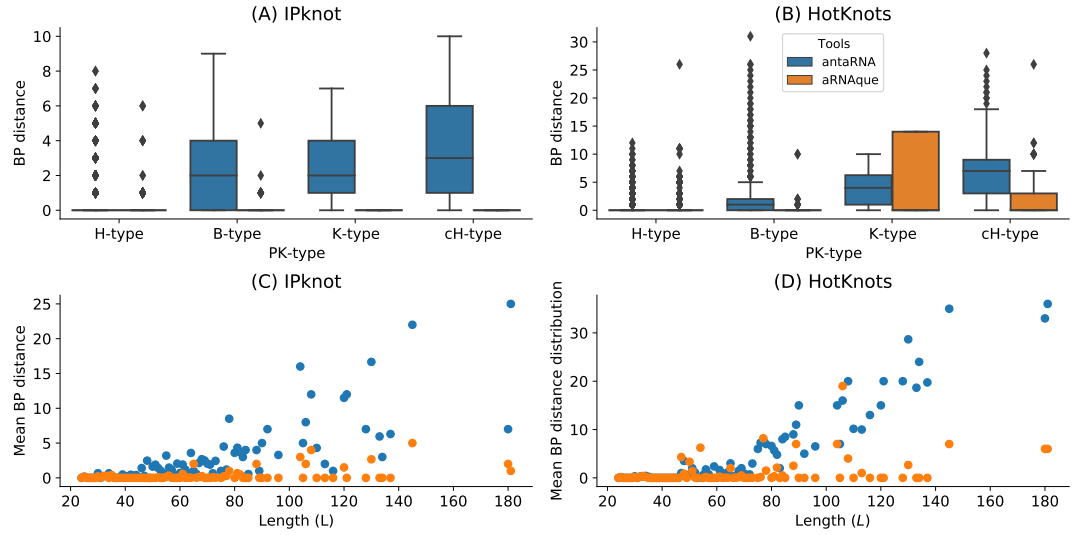 (A) IPknot
BP distance
10
8
6
4
2
0
H-type
B-type
K-type
cH-type
PK-type
(B) HotKnots
Tools
antaRNA
aRNAque
BP distance
30
25
20
15
10
5
0
H-type
B-type
K-type
cH-type
PK-type
(C) IPknot
Mean BP distance
25
20
15
10
5
0
20
40
60
80
100
120
140
160
180
Length (L)
(D) HotKnots
Mean BP distance distribution
30
20
10
0
20
40
60
80
100
120
140
160
180
Length (L)